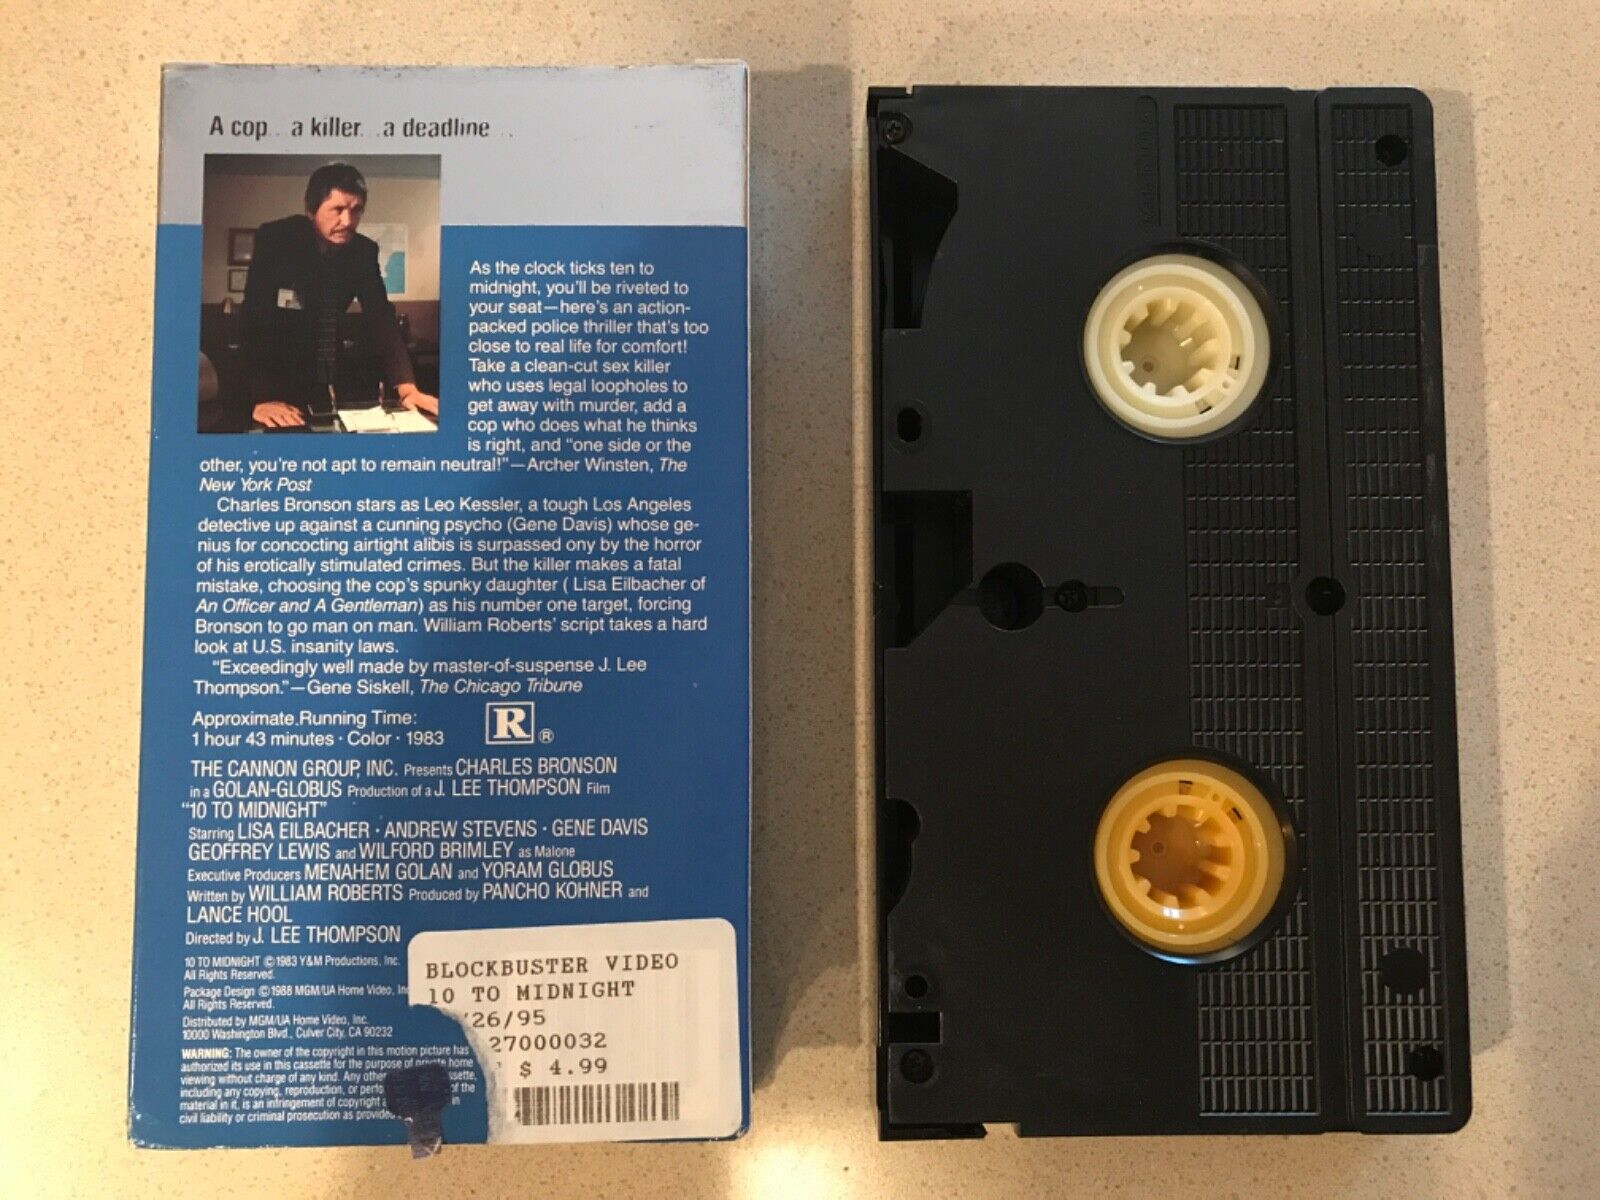 A cop... a killer... a deadline...
As the clock ticks ten to
midnight, you'll be riveted to
your seat—here's an action-
packed police thriller that's too
close to real life for comfort!
Take a clean-cut sex killer
who uses legal loopholes to
get away with murder, add a
cop who does what he thinks
is right, and “one side or the
other, you're not apt to remain neutral!”—Archer Winsten, The
New York Post
Charles Bronson stars as Leo Kessler, a tough Los Angeles
detective up against a cunning psycho (Gene Davis) whose ge-
nius for concocting airtight alibis is surpassed ony by the horror
of his erotically stimulated crimes. But the killer makes a fatal
mistake, choosing the cop's spunky daughter ( Lisa Eilbacher of
An Officer and A Gentleman) as his number one target, forcing
Bronson to go man on man. William Roberts' script takes a hard
look at U.S. insanity laws.
“Exceedingly well made by master-of-suspense J. Lee
Thompson.”—Gene Siskell, The Chicago Tribune
Approximate Running Time:
1 hour 43 minutes · Color · 1983
R ®
THE CANNON GROUP, INC. Presents CHARLES BRONSON
in a GOLAN-GLOBUS Production of a J. LEE THOMPSON Film
“10 TO MIDNIGHT”
Starring LISA EILBACHER · ANDREW STEVENS · GENE DAVIS
GEOFFREY LEWIS and WILFORD BRIMLEY as Malone
Executive Producers MENAHEM GOLAN and YORAM GLOBUS
Written by WILLIAM ROBERTS Produced by PANCHO KOHNER and
LANCE HOOL
Directed by J. LEE THOMPSON
10 TO MIDNIGHT ©1983 Y&M Productions, Inc.
All Rights Reserved.
Package Design ©1988 MGM/UA Home Video, Inc
All Rights Reserved.
Distributed by MGM/UA Home Video, Inc.
10000 Washington Blvd., Culver City, CA 90232
WARNING: The owner of the copyright in this motion picture has
authorized its use in this cassette for the purpose of private home
viewing without charge of any kind. Any other
including any copying, reproduction, or of the
material in it, is an infringement of copyright in
civil liability or criminal prosecution as provided
BLOCKBUSTER VIDEO
10 TO MIDNIGHT
/26/95
27000032
$ 4.99